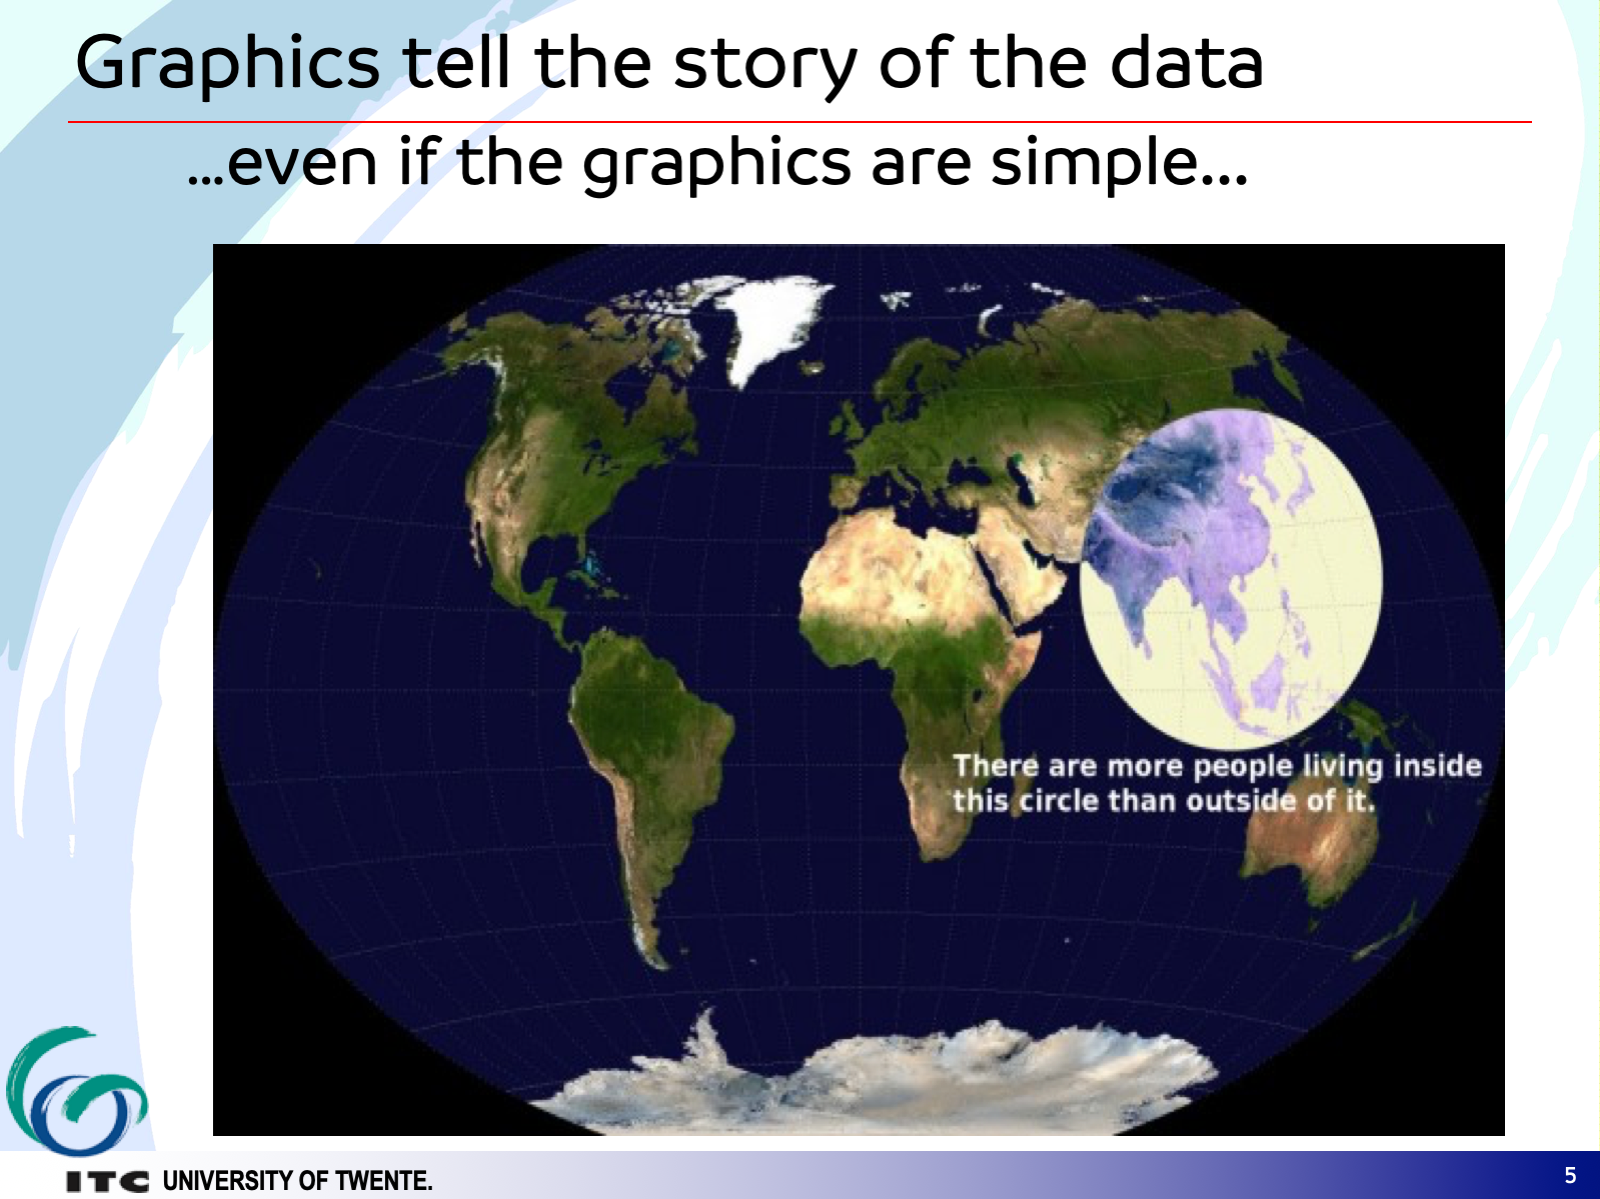 Graphics tell the story of the data
...even if the graphics are simple...
There are more people living inside
this circle than outside of it.
ITC UNIVERSITY OF TWENTE.
5